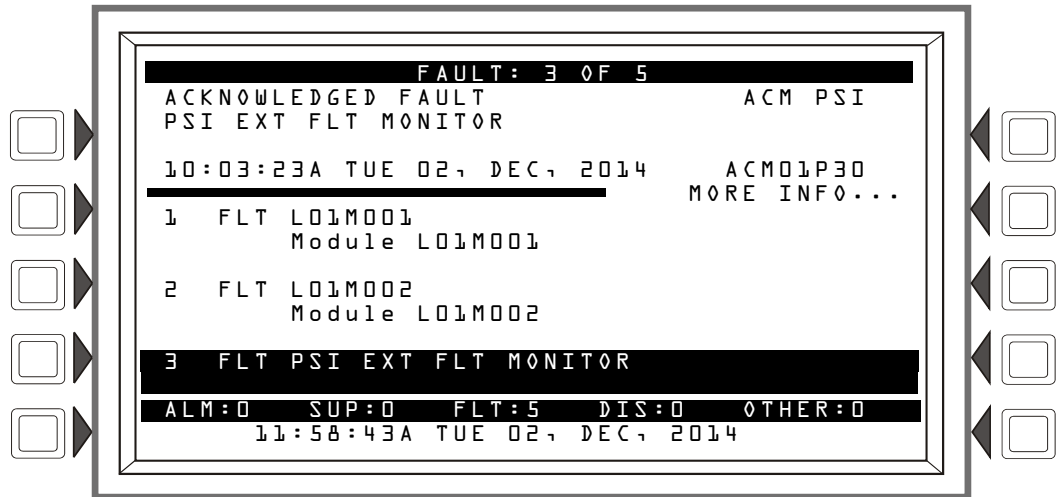 FAULT: 3 OF 5
ACKNOWLEDGED FAULT ACM PSI
PSI EXT FLT MONITOR
10:03:23A TUE 02, DEC, 2014 ACM01P30
MORE INFO...
1 FLT L01M001
Module L01M001
2 FLT L01M002
Module L01M002
3 FLT PSI EXT FLT MONITOR
ALM:0 SUP:0 FLT:5 DIS:0 OTHER:0
11:58:43A TUE 02, DEC, 2014